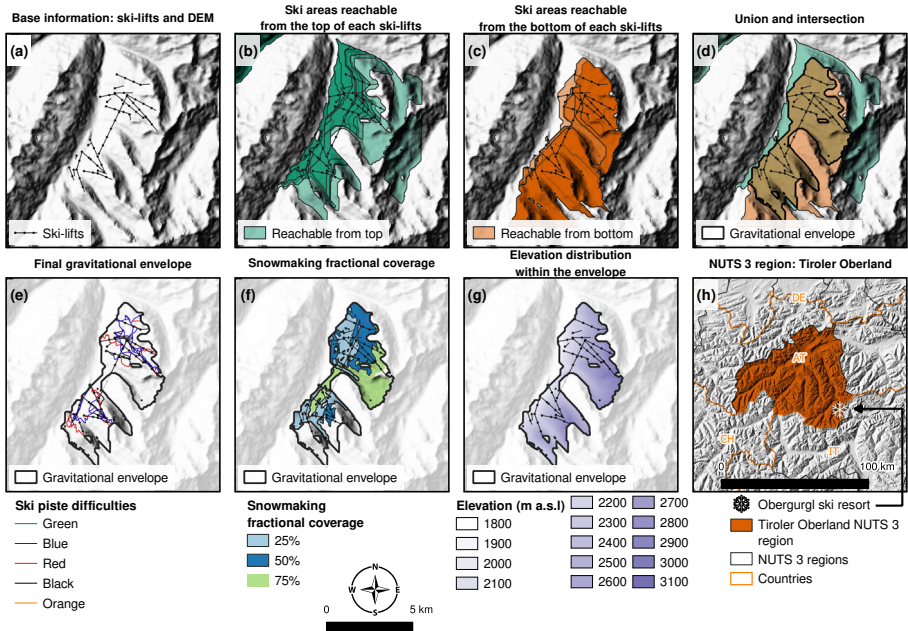 Base information: ski-lifts and DEM
Ski areas reachable
from the top of each ski-lifts
Ski areas reachable
from the bottom of each ski-lifts
Union and intersection
(a)
Ski-lifts
(b)
Reachable from top
(c)
Reachable from bottom
(d)
Gravitational envelope
Final gravitational envelope
Snowmaking fractional coverage
Elevation distribution
within the envelope
NUTS 3 region: Tiroler Oberland
(e)
Gravitational envelope
(f)
Gravitational envelope
(g)
Gravitational envelope
(h)
DE
AT
CH
IT
0 100 km
Ski piste difficulties
Green
Blue
Red
Black
Orange
Snowmaking
fractional coverage
25%
50%
75%
N
W E
S
0 5 km
Elevation (m a.s.l)
1800
1900
2000
2100
2200
2300
2400
2500
2600
2700
2800
2900
3000
3100
Obergurgl ski resort
Tiroler Oberland NUTS 3
region
NUTS 3 regions
Countries